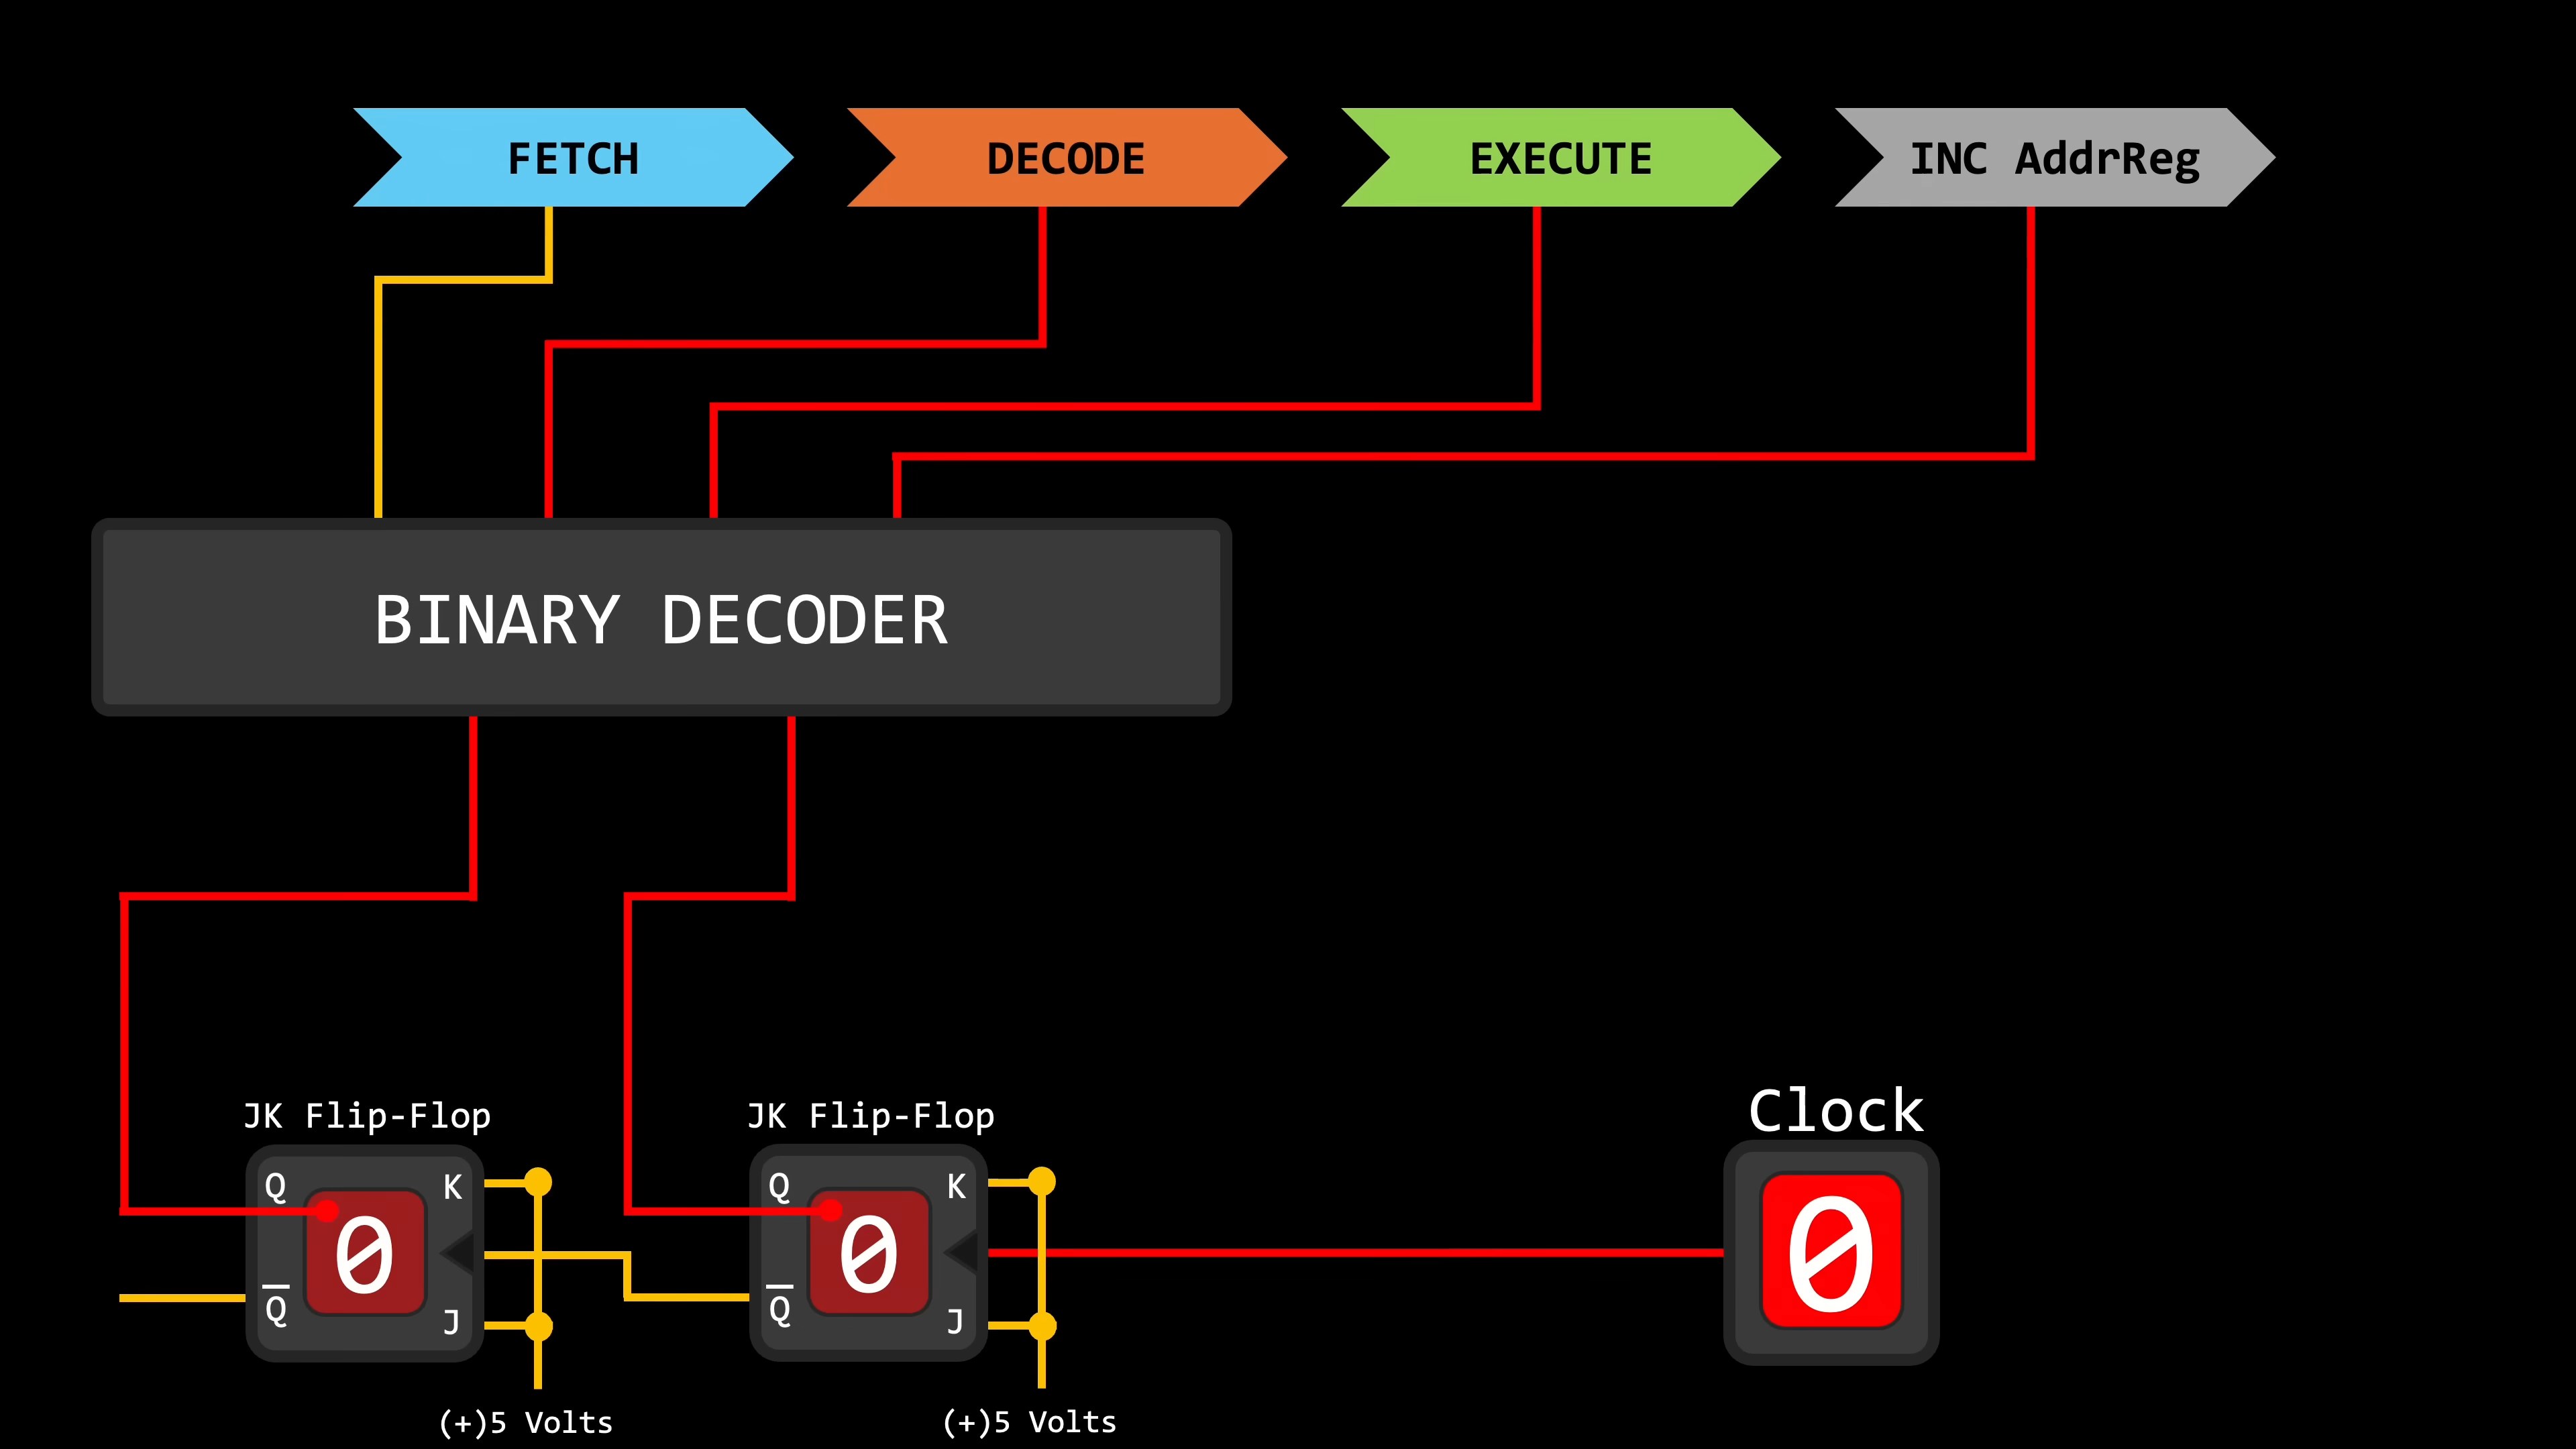 FETCH
DECODE
EXECUTE
INC AddrReg
BINARY DECODER
Clock
JK Flip-Flop
JK Flip-Flop
Q K
0
Q̅ J
Q K
0
Q̅ J
0
(+)5 Volts
(+)5 Volts